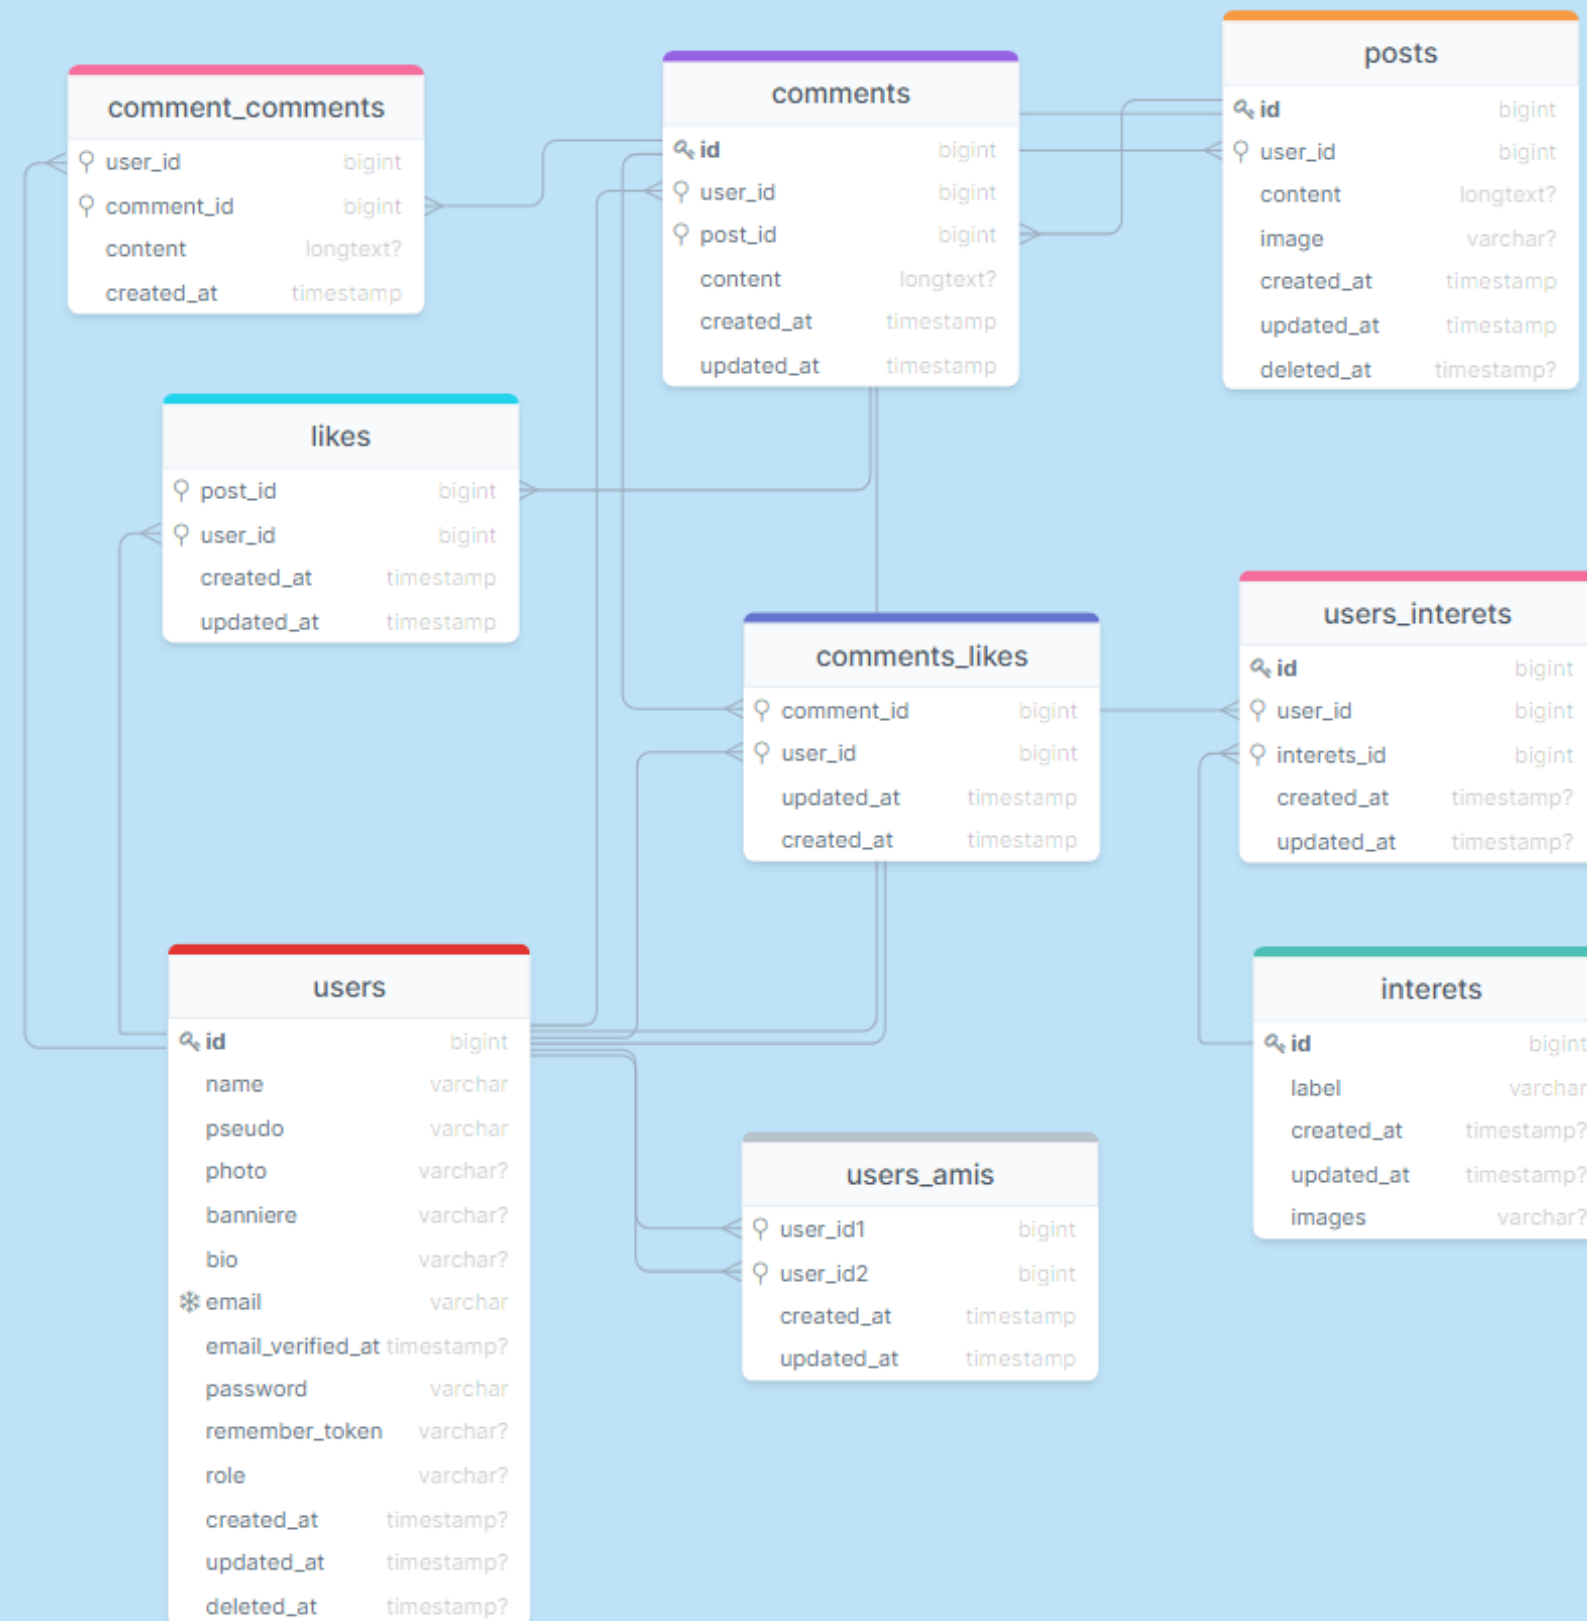 comment_comments
user_id bigint
comment_id bigint
content longtext?
created_at timestamp
comments
id bigint
user_id bigint
post_id bigint
content longtext?
created_at timestamp
updated_at timestamp
posts
id bigint
user_id bigint
content longtext?
image varchar?
created_at timestamp
updated_at timestamp
deleted_at timestamp?
likes
post_id bigint
user_id bigint
created_at timestamp
updated_at timestamp
comments_likes
comment_id bigint
user_id bigint
updated_at timestamp
created_at timestamp
users_interets
id bigint
user_id bigint
interets_id bigint
created_at timestamp?
updated_at timestamp?
users
id bigint
name varchar
pseudo varchar
photo varchar?
banniere varchar?
bio varchar?
email varchar
email_verified_at timestamp?
password varchar
remember_token varchar?
role varchar?
created_at timestamp?
updated_at timestamp?
deleted_at timestamp?
users_amis
user_id1 bigint
user_id2 bigint
created_at timestamp
updated_at timestamp
interets
id bigint
label varchar
created_at timestamp?
updated_at timestamp?
images varchar?